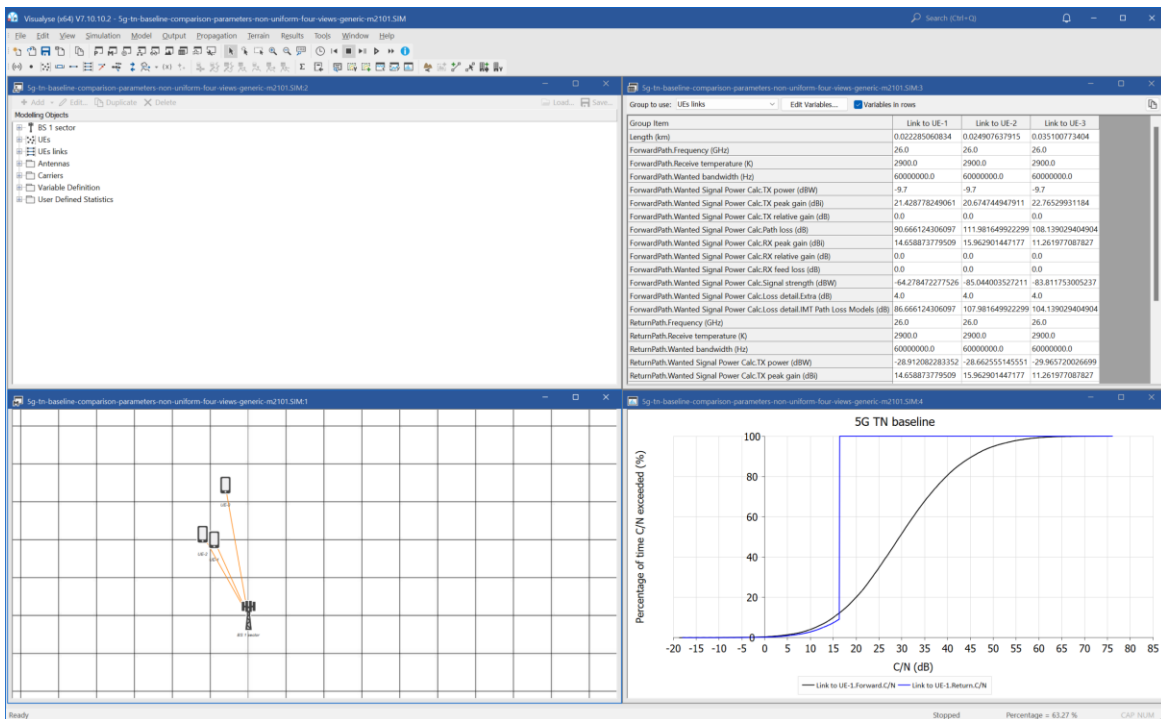 Visualyse (x64) V7.10.10.2 - 5g-tn-baseline-comparison-parameters-non-uniform-four-views-generic-m2101.SIM
Search (Ctrl+Q)
File Edit View Simulation Model Output Propagation Terrain Results Tools Window Help
5g-tn-baseline-comparison-parameters-non-uniform-four-views-generic-m2101.SIM:2
Add Edit... Duplicate Delete Load... Save...
Modelling Objects
BS 1 sector
UEs
UEs links
Antennas
Carriers
Variable Definition
User Defined Statistics
5g-tn-baseline-comparison-parameters-non-uniform-four-views-generic-m2101.SIM:3
Group to use: UEs links Edit Variables... Variables in rows
Group Item Link to UE-1 Link to UE-2 Link to UE-3
Length (km) 0.022285060834 0.024907637915 0.035100773404
ForwardPath.Frequency (GHz) 26.0 26.0 26.0
ForwardPath.Receive temperature (K) 2900.0 2900.0 2900.0
ForwardPath.Wanted bandwidth (Hz) 60000000.0 60000000.0 60000000.0
ForwardPath.Wanted Signal Power Calc.TX power (dBW) -9.7 -9.7 -9.7
ForwardPath.Wanted Signal Power Calc.TX peak gain (dBi) 21.428778249061 20.674744947911 22.76529931184
ForwardPath.Wanted Signal Power Calc.TX relative gain (dB) 0.0 0.0 0.0
ForwardPath.Wanted Signal Power Calc.Path loss (dB) 90.666124306097 111.981649922299 108.139029404904
ForwardPath.Wanted Signal Power Calc.RX peak gain (dBi) 14.658873779509 15.962901447177 11.261977087827
ForwardPath.Wanted Signal Power Calc.RX relative gain (dB) 0.0 0.0 0.0
ForwardPath.Wanted Signal Power Calc.RX feed loss (dB) 0.0 0.0 0.0
ForwardPath.Wanted Signal Power Calc.Signal strength (dBW) -64.278472277526 -85.044003527211 -83.811753005237
ForwardPath.Wanted Signal Power Calc.Loss detail.Extra (dB) 4.0 4.0 4.0
ForwardPath.Wanted Signal Power Calc.Loss detail.IMT Path Loss Models (dB) 86.666124306097 107.981649922299 104.139029404904
ReturnPath.Frequency (GHz) 26.0 26.0 26.0
ReturnPath.Receive temperature (K) 2900.0 2900.0 2900.0
ReturnPath.Wanted bandwidth (Hz) 60000000.0 60000000.0 60000000.0
ReturnPath.Wanted Signal Power Calc.TX power (dBW) -28.912082283352 -28.662555145551 -29.965720026699
ReturnPath.Wanted Signal Power Calc.TX peak gain (dBi) 14.658873779509 15.962901447177 11.261977087827
5g-tn-baseline-comparison-parameters-non-uniform-four-views-generic-m2101.SIM:1
UE-3
UE-2
UE-1
BS 1 sector
5g-tn-baseline-comparison-parameters-non-uniform-four-views-generic-m2101.SIM:4
5G TN baseline
Percentage of time C/N exceeded (%)
100
80
60
40
20
0
-20 -15 -10 -5 0 5 10 15 20 25 30 35 40 45 50 55 60 65 70 75 80 85
C/N (dB)
Link to UE-1.Forward.C/N Link to UE-1.Return.C/N
Ready Stopped Percentage = 63.27 % CAP NUM